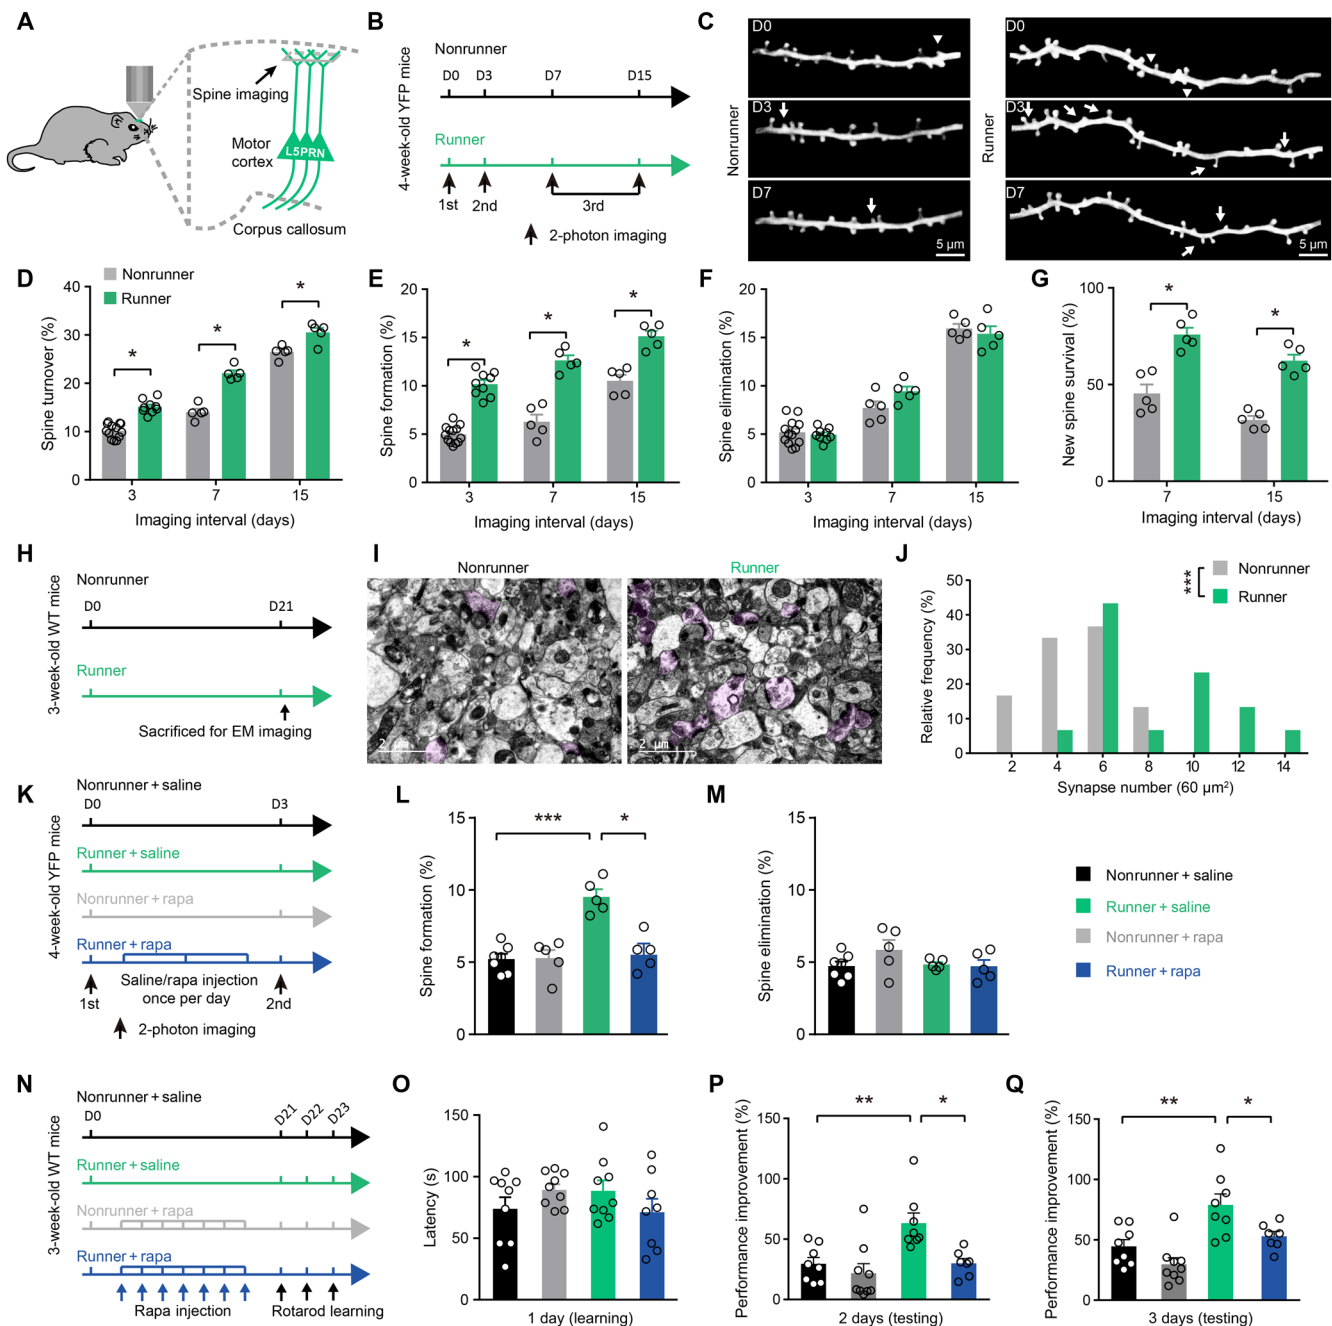 A
Spine imaging
Motor
cortex
L5PRN
Corpus callosum
B
4-week-old YFP mice
Nonrunner
D0 D3 D7 D15
Runner
1st 2nd 3rd
2-photon imaging
C
Nonrunner
D0
D3
D7
5 µm
Runner
D0
D3
D7
5 µm
D
Nonrunner
Runner
Spine turnover (%)
40
30
20
10
0
* * *
3 7 15
Imaging interval (days)
E
Spine formation (%)
20
15
10
5
0
* * *
3 7 15
Imaging interval (days)
F
Spine elimination (%)
20
15
10
5
0
3 7 15
Imaging interval (days)
G
New spine survival (%)
100
50
0
* *
7 15
Imaging interval (days)
H
3-week-old WT mice
Nonrunner
D0 D21
Runner
Sacrificed for EM imaging
I
Nonrunner Runner
2 µm
2 µm
J
Nonrunner
Runner
***
Relative frequency (%)
50
40
30
20
10
0
2 4 6 8 10 12 14
Synapse number (60 µm²)
K
4-week-old YFP mice
Nonrunner + saline
D0 D3
Runner + saline
Nonrunner + rapa
Runner + rapa
Saline/rapa injection
once per day
1st 2nd
2-photon imaging
L
Spine formation (%)
15
10
5
0
*** *
M
Spine elimination (%)
15
10
5
0
Nonrunner + saline
Runner + saline
Nonrunner + rapa
Runner + rapa
N
3-week-old WT mice
Nonrunner + saline
D0 D21 D22 D23
Runner + saline
Nonrunner + rapa
Runner + rapa
Rapa injection Rotarod learning
O
Latency (s)
150
100
50
0
1 day (learning)
P
Performance improvement (%)
150
100
50
0
** *
2 days (testing)
Q
Performance improvement (%)
150
100
50
0
** *
3 days (testing)